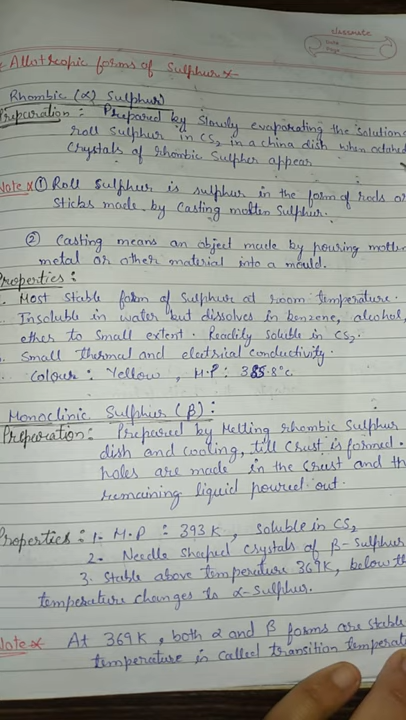 classmate
Date
Page
* Allotropic forms of Sulphur *
Rhombic (α) Sulphur
Preparation : Prepared by Slowly evaporating the solution
roll Sulphur in CS2 in a china dish when octahed
Crystals of rhombic Sulpher appear
Note * ① Roll Sulphur is sulphur in the form of rods or
Sticks made by Casting molten Sulphur.
② Casting means an object made by pouring molten
metal or other material into a mould.
Properties :
Most Stable form of Sulphur at room temperature.
Insoluble in water but dissolves in benzene, alcohol,
ether to Small extent. Readily soluble in CS2.
Small thermal and electrical conductivity.
Colour : Yellow, M.P : 385.8°c.
Monoclinic Sulphur (β) :
Preparation : Prepared by Melting rhombic Sulphur
dish and cooling, till Crust is formed.
holes are made in the Crust and th
remaining liquid poured out.
Properties : 1- M.P : 393 K, soluble in CS2
2- Needle Shaped crystals of β-Sulphur
3. Stable above temperature 369K, below th
temperature changes to α-Sulphur.
Note * At 369K, both α and β forms are stable
temperature is called transition temperat